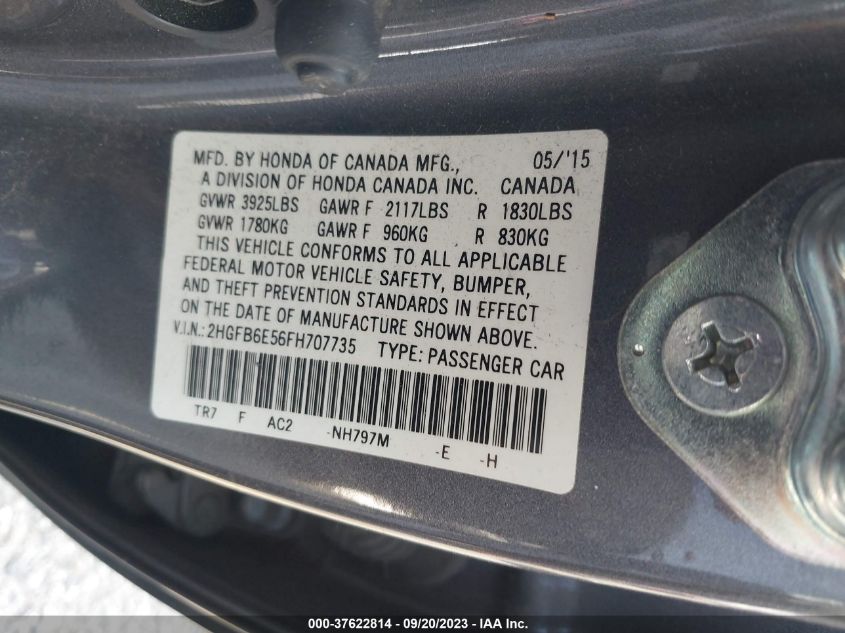 MFD. BY HONDA OF CANADA MFG., 05/'15
A DIVISION OF HONDA CANADA INC. CANADA
GVWR 3925LBS GAWR F 2117LBS R 1830LBS
GVWR 1780KG GAWR F 960KG R 830KG
THIS VEHICLE CONFORMS TO ALL APPLICABLE
FEDERAL MOTOR VEHICLE SAFETY, BUMPER,
AND THEFT PREVENTION STANDARDS IN EFFECT
ON THE DATE OF MANUFACTURE SHOWN ABOVE.
V.I.N.: 2HGFB6E56FH707735 TYPE: PASSENGER CAR
TR7 F AC2 -NH797M -E -H
000-37622814 - 09/20/2023 - IAA Inc.